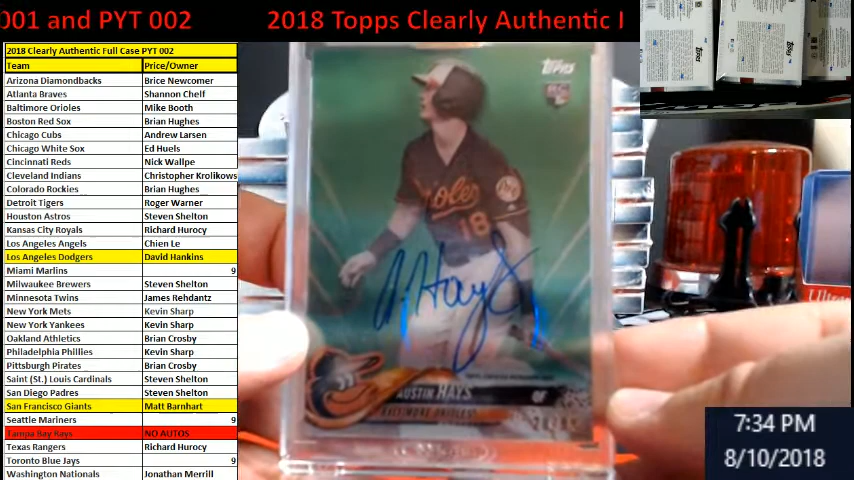 001 and PYT 002
2018 Topps Clearly Authentic
2018 Clearly Authentic Full Case PYT 002
Team Price/Owner
Arizona Diamondbacks Brice Newcomer
Atlanta Braves Shannon Chelf
Baltimore Orioles Mike Booth
Boston Red Sox Brian Hughes
Chicago Cubs Andrew Larsen
Chicago White Sox Ed Huels
Cincinnati Reds Nick Wallpe
Cleveland Indians Christopher Krolikows
Colorado Rockies Brian Hughes
Detroit Tigers Roger Warner
Houston Astros Steven Shelton
Kansas City Royals Richard Hurocy
Los Angeles Angels Chien Le
Los Angeles Dodgers David Hankins
Miami Marlins 9
Milwaukee Brewers Steven Shelton
Minnesota Twins James Rehdantz
New York Mets Kevin Sharp
New York Yankees Kevin Sharp
Oakland Athletics Brian Crosby
Philadelphia Phillies Kevin Sharp
Pittsburgh Pirates Brian Crosby
Saint (St.) Louis Cardinals Steven Shelton
San Diego Padres Steven Shelton
San Francisco Giants Matt Barnhart
Seattle Mariners 9
Tampa Bay Rays NO AUTOS
Texas Rangers Richard Hurocy
Toronto Blue Jays 9
Washington Nationals Jonathan Merrill
Topps
RC
Orioles
18
A. Hays
AUSTIN HAYS OF
BALTIMORE ORIOLES
Topps
7:34 PM
8/10/2018